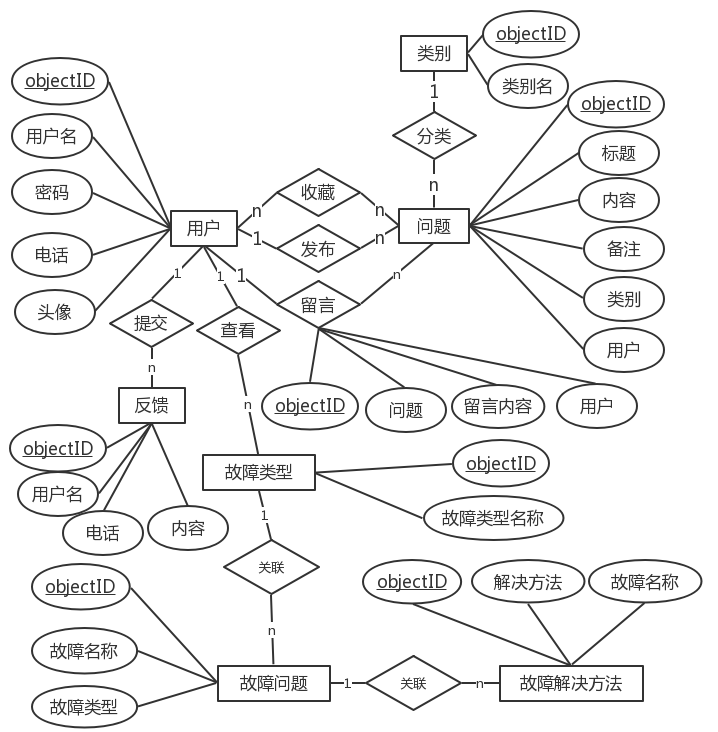 类别
objectID
类别名
1
分类
n
objectID
用户名
密码
电话
头像
用户
n
收藏
n
1
发布
n
问题
objectID
标题
内容
备注
类别
用户
1
留言
n
objectID
问题
留言内容
用户
1
提交
n
反馈
objectID
用户名
电话
内容
1
查看
n
故障类型
objectID
故障类型名称
1
关联
n
objectID
故障名称
故障类型
故障问题
1
关联
n
故障解决方法
objectID
解决方法
故障名称